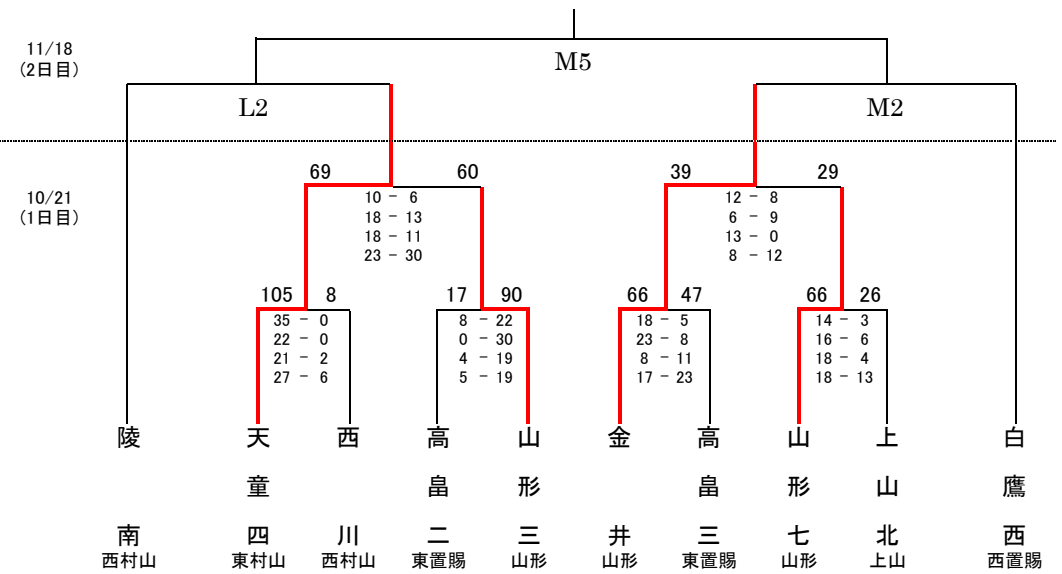 11/18
(2日目)
M5
L2
M2
10/21
(1日目)
69 60
10 － 6
18 － 13
18 － 11
23 － 30
39 29
12 － 8
6 － 9
13 － 0
8 － 12
105 8
35 － 0
22 － 0
21 － 2
27 － 6
17 90
8 － 22
0 － 30
4 － 19
5 － 19
66 47
18 － 5
23 － 8
8 － 11
17 － 23
66 26
14 － 3
16 － 6
18 － 4
18 － 13
陵南
西村山
天童四
東村山
西川
西村山
高畠二
東置賜
山形三
山形
金井
山形
高畠三
東置賜
山形七
山形
上山北
上山
白鷹西
西置賜